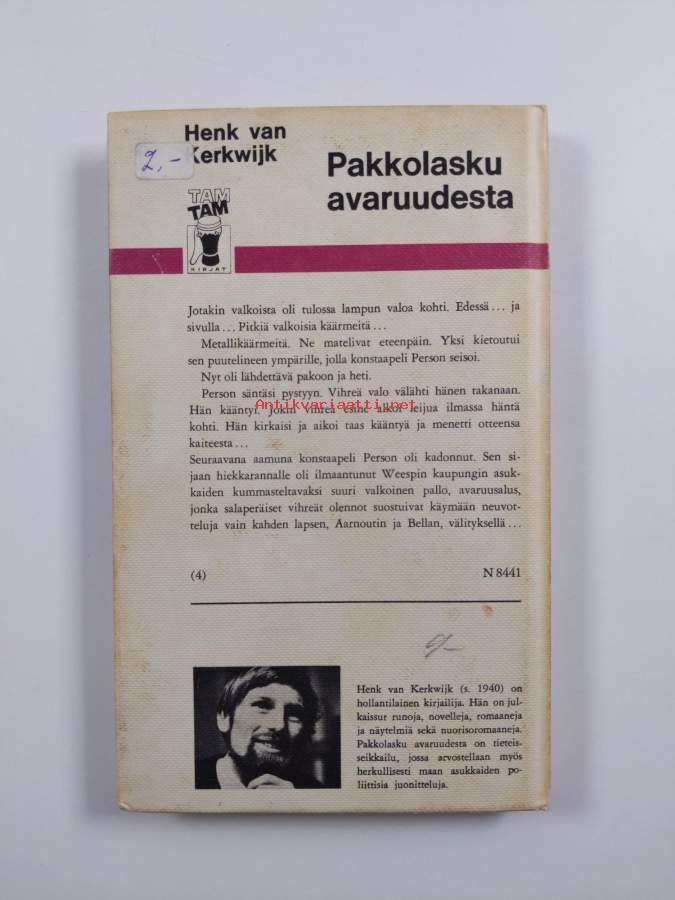 Henk van
Kerkwijk
2,-
Pakkolasku
avaruudesta
TAM
TAM
KIRJAT
Jotakin valkoista oli tulossa lampun valoa kohti. Edessä... ja
sivulla... Pitkiä valkoisia käärmeitä...
Metallikäärmeitä. Ne matelivat eteenpäin. Yksi kietoutui
sen puutelineen ympärille, jolla konstaapeli Person seisoi.
Nyt oli lähdettävä pakoon ja heti.
Person säntäsi pystyyn. Vihreä valo välähti hänen takanaan.
Antikvariaatti.net
Hän kääntyi. Jokin vihreä esine alkoi leijua ilmassa häntä
kohti. Hän kirkaisi ja aikoi taas kääntyä ja menetti otteensa
kaiteesta...
Seuraavana aamuna konstaapeli Person oli kadonnut. Sen si-
jaan hiekkarannalle oli ilmaantunut Weespin kaupungin asuk-
kaiden kummasteltavaksi suuri valkoinen pallo, avaruusalus,
jonka salaperäiset vihreät olennot suostuivat käymään neuvot-
teluja vain kahden lapsen, Aarnoutin ja Bellan, välityksellä...
(4) N 8441
Henk van Kerkwijk (s. 1940) on
hollantilainen kirjailija. Hän on jul-
kaissut runoja, novelleja, romaaneja
ja näytelmiä sekä nuorisoromaaneja.
Pakkolasku avaruudesta on tieteis-
seikkailu, jossa arvostellaan myös
herkullisesti maan asukkaiden po-
liittisia juonitteluja.